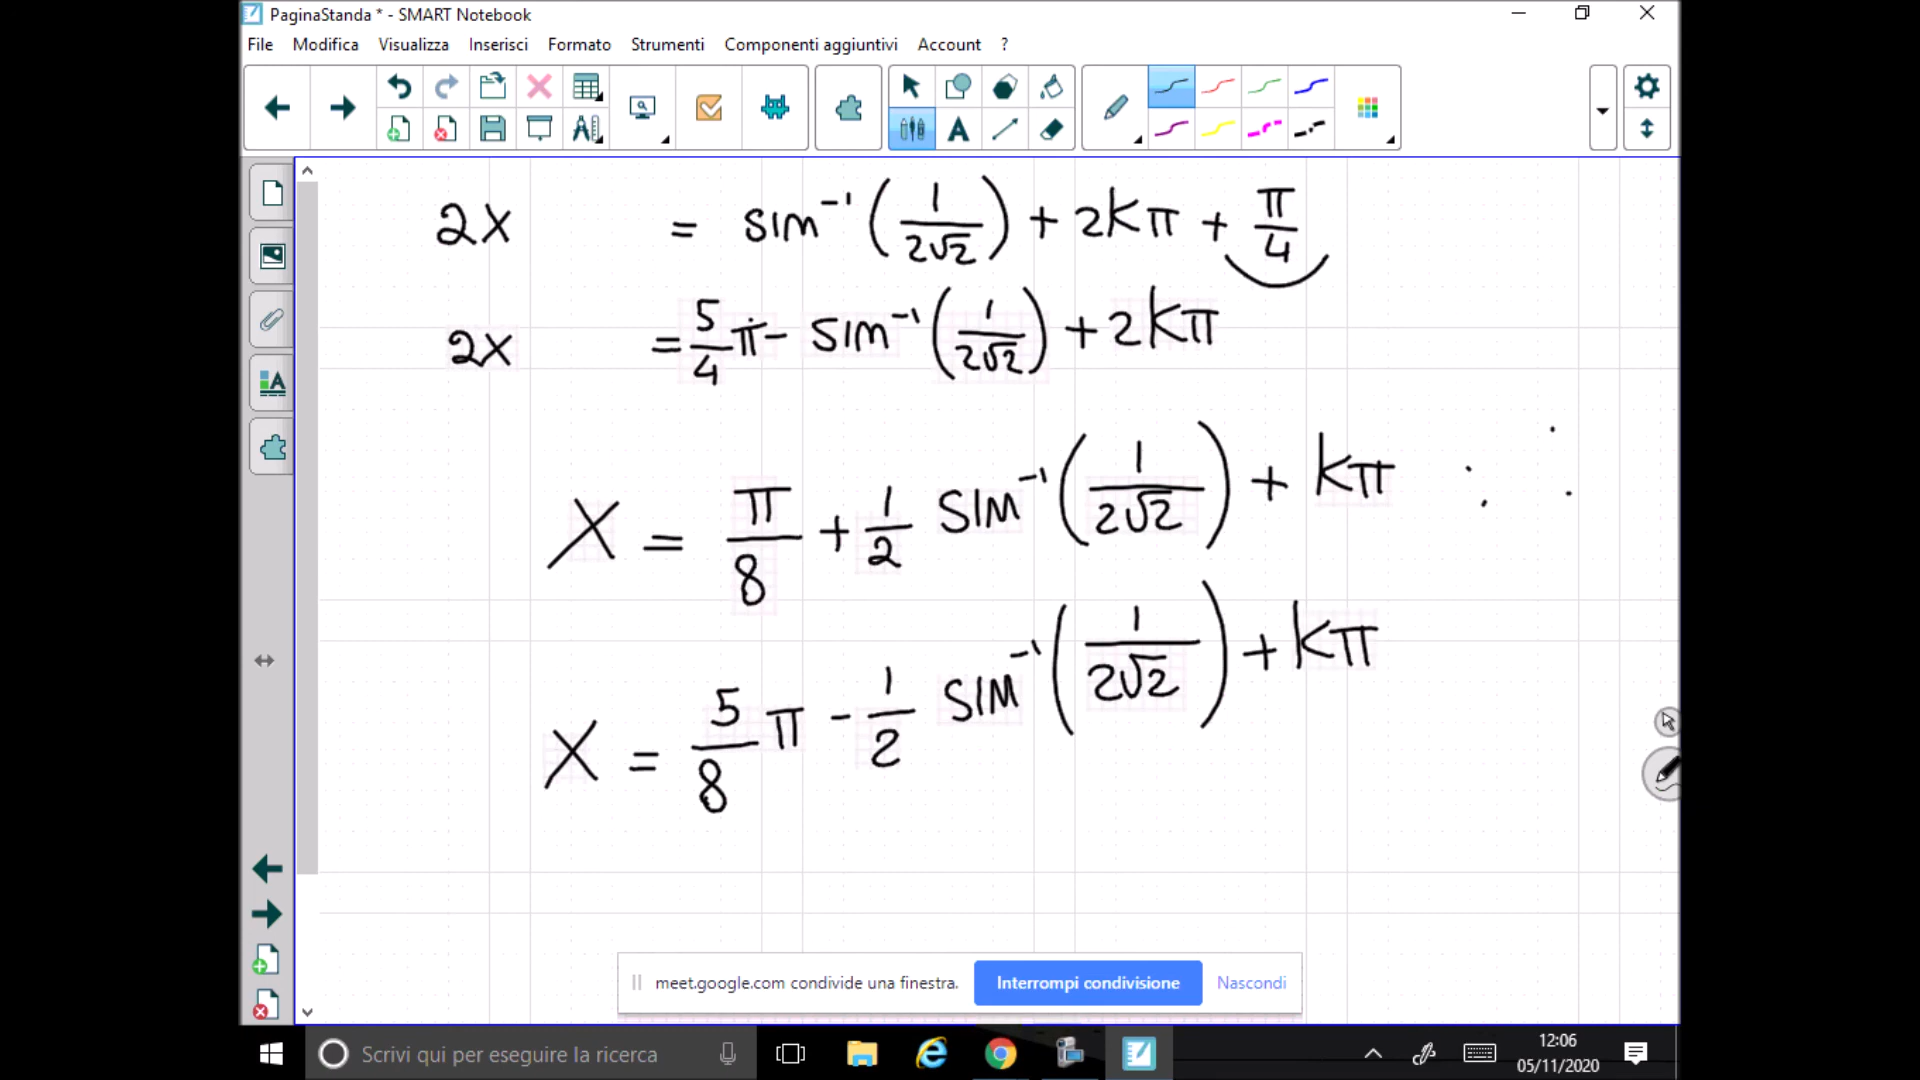 PaginaStanda * - SMART Notebook
File Modifica Visualizza Inserisci Formato Strumenti Componenti aggiuntivi Account ?
2x = sin⁻¹(1/2√2) + 2kπ + π/4
2x = 5/4 π - sin⁻¹(1/2√2) + 2kπ
X = π/8 + 1/2 sin⁻¹(1/2√2) + kπ
X = 5/8 π - 1/2 sin⁻¹(1/2√2) + kπ
meet.google.com condivide una finestra. Interrompi condivisione Nascondi
Scrivi qui per eseguire la ricerca
12:06
05/11/2020